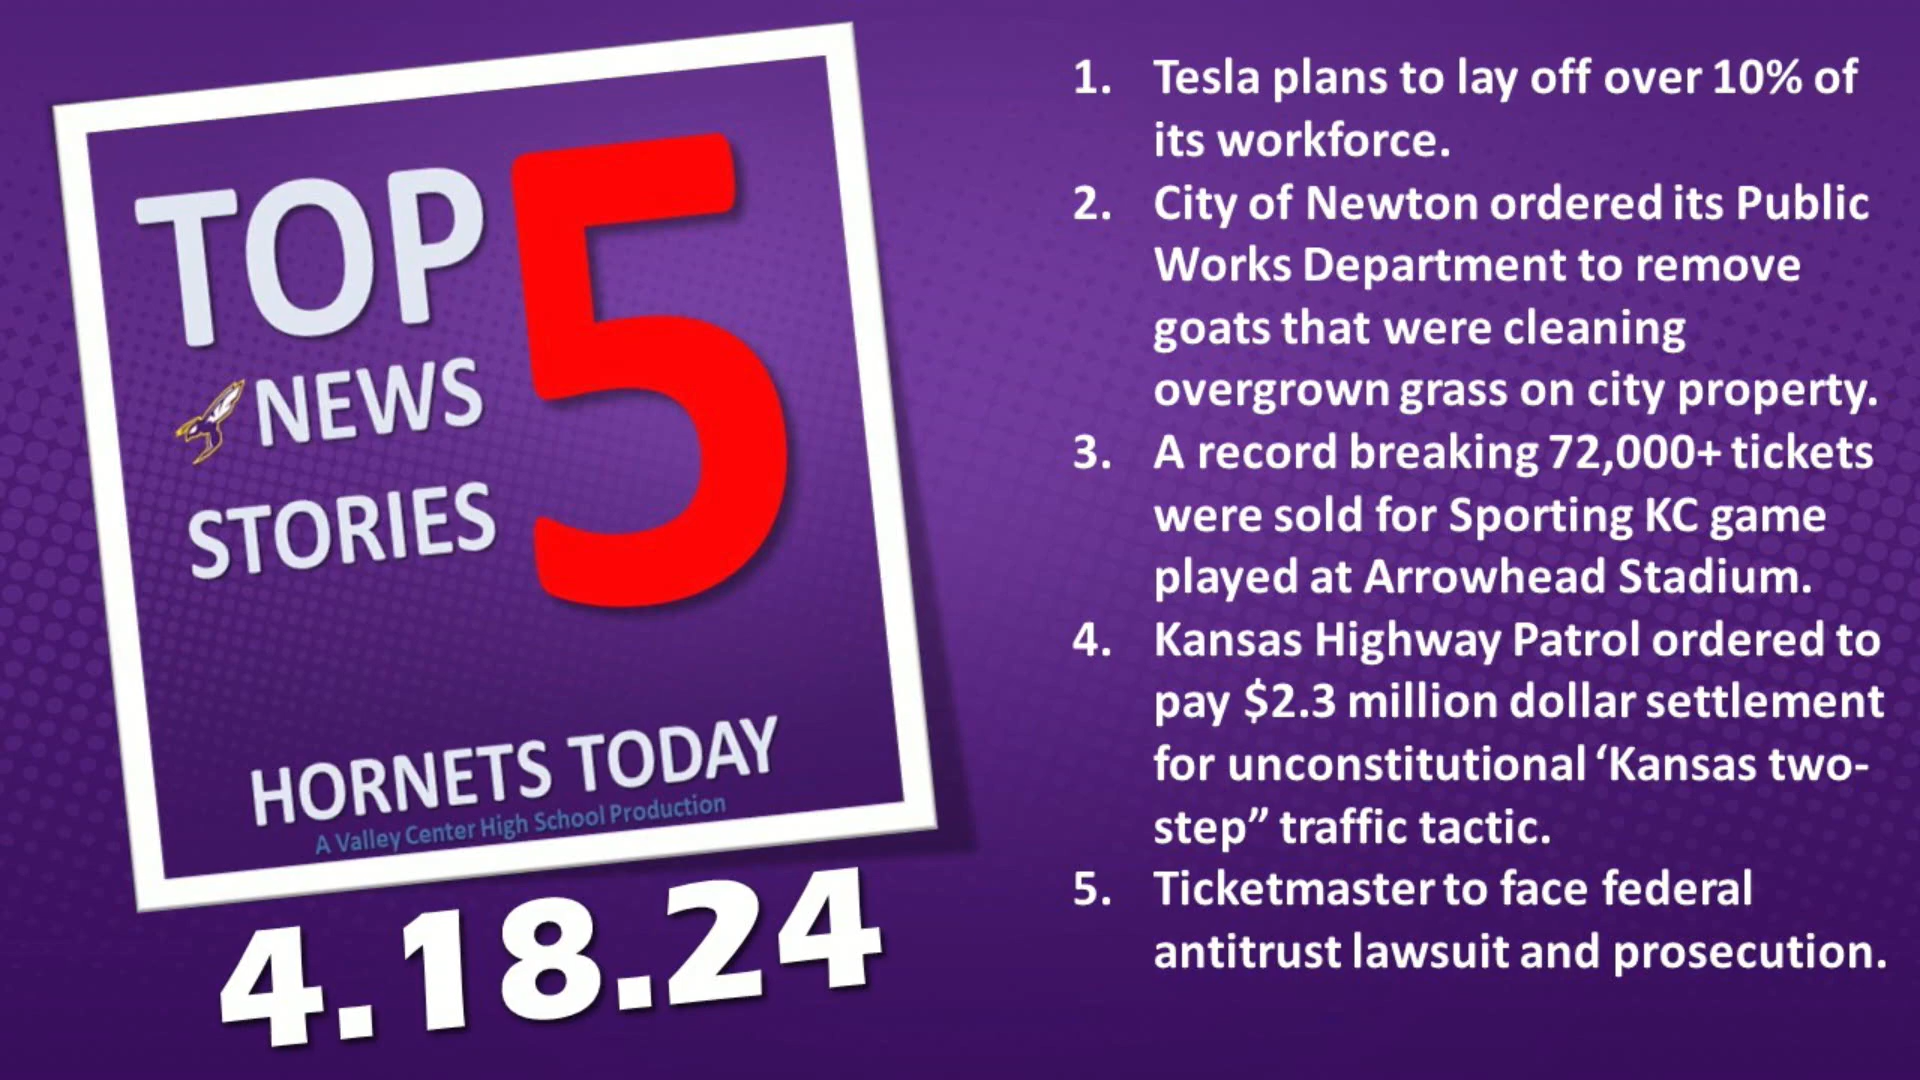 TOP 5
NEWS
STORIES
HORNETS TODAY
A Valley Center High School Production
4.18.24
1. Tesla plans to lay off over 10% of
its workforce.
2. City of Newton ordered its Public
Works Department to remove
goats that were cleaning
overgrown grass on city property.
3. A record breaking 72,000+ tickets
were sold for Sporting KC game
played at Arrowhead Stadium.
4. Kansas Highway Patrol ordered to
pay $2.3 million dollar settlement
for unconstitutional ‘Kansas two-
step” traffic tactic.
5. Ticketmaster to face federal
antitrust lawsuit and prosecution.